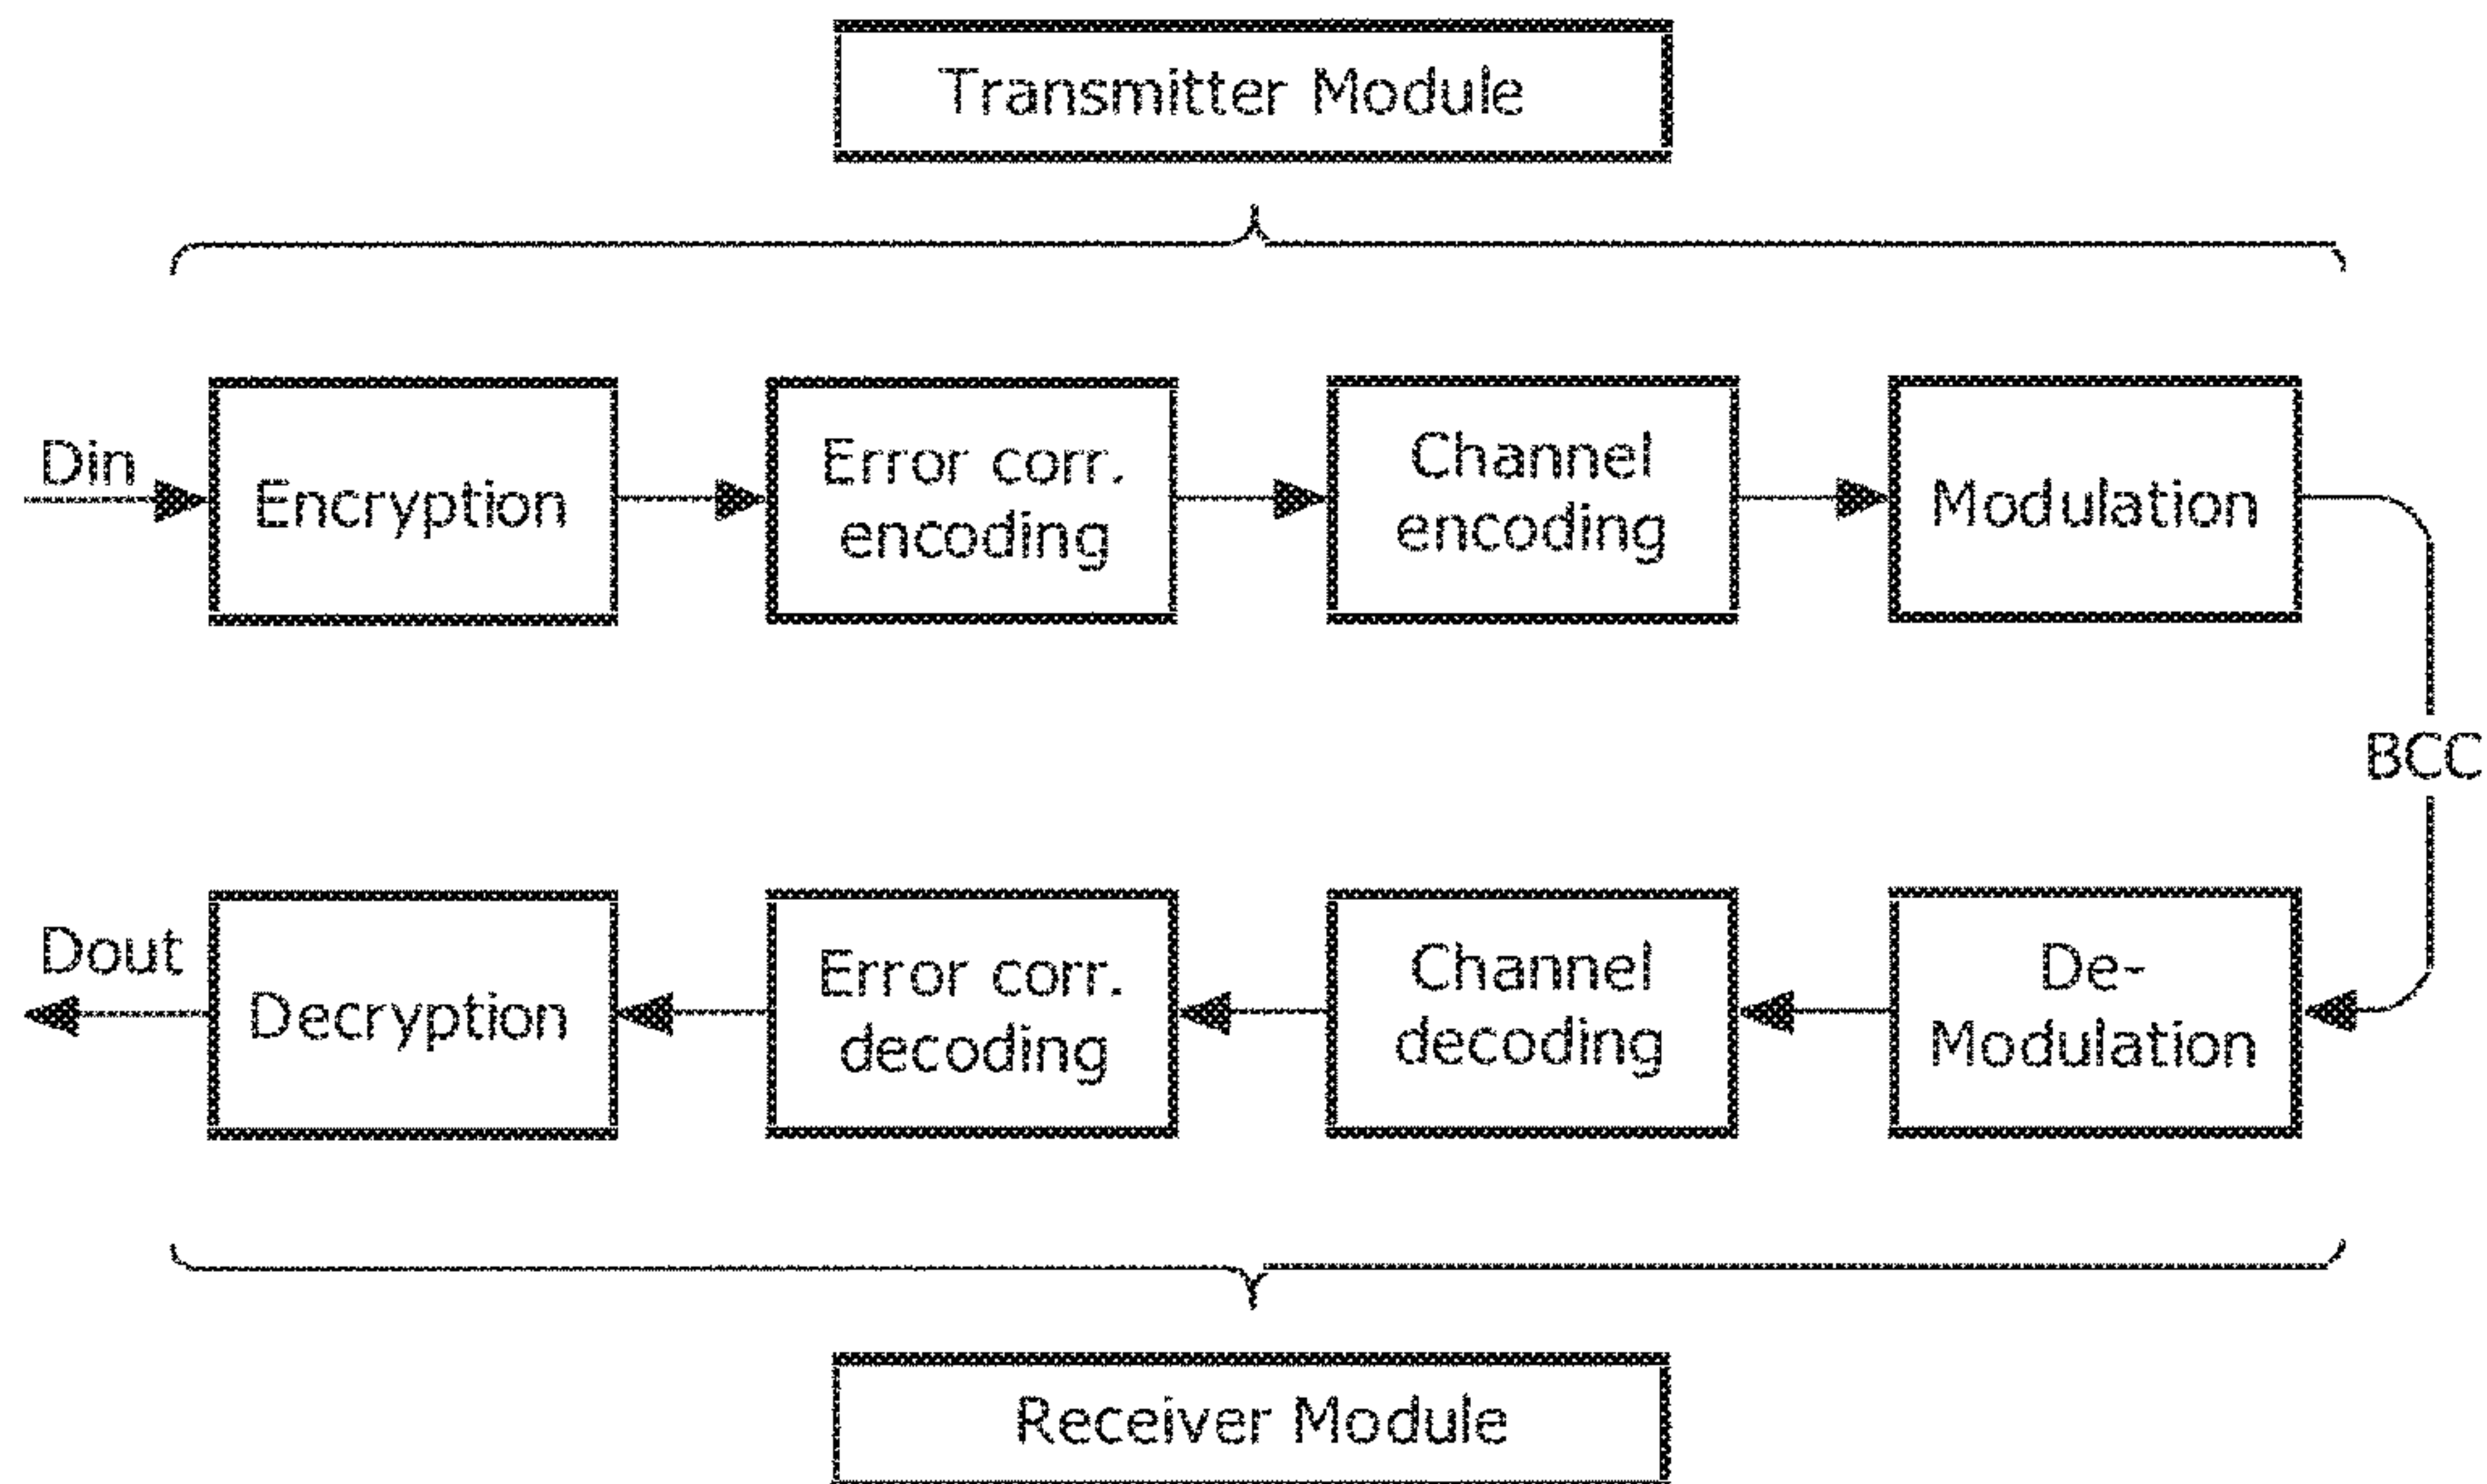 Transmitter Module
Din
Encryption
Error corr.
encoding
Channel
encoding
Modulation
BCC
Dout
Decryption
Error corr.
decoding
Channel
decoding
De-
Modulation
Receiver Module